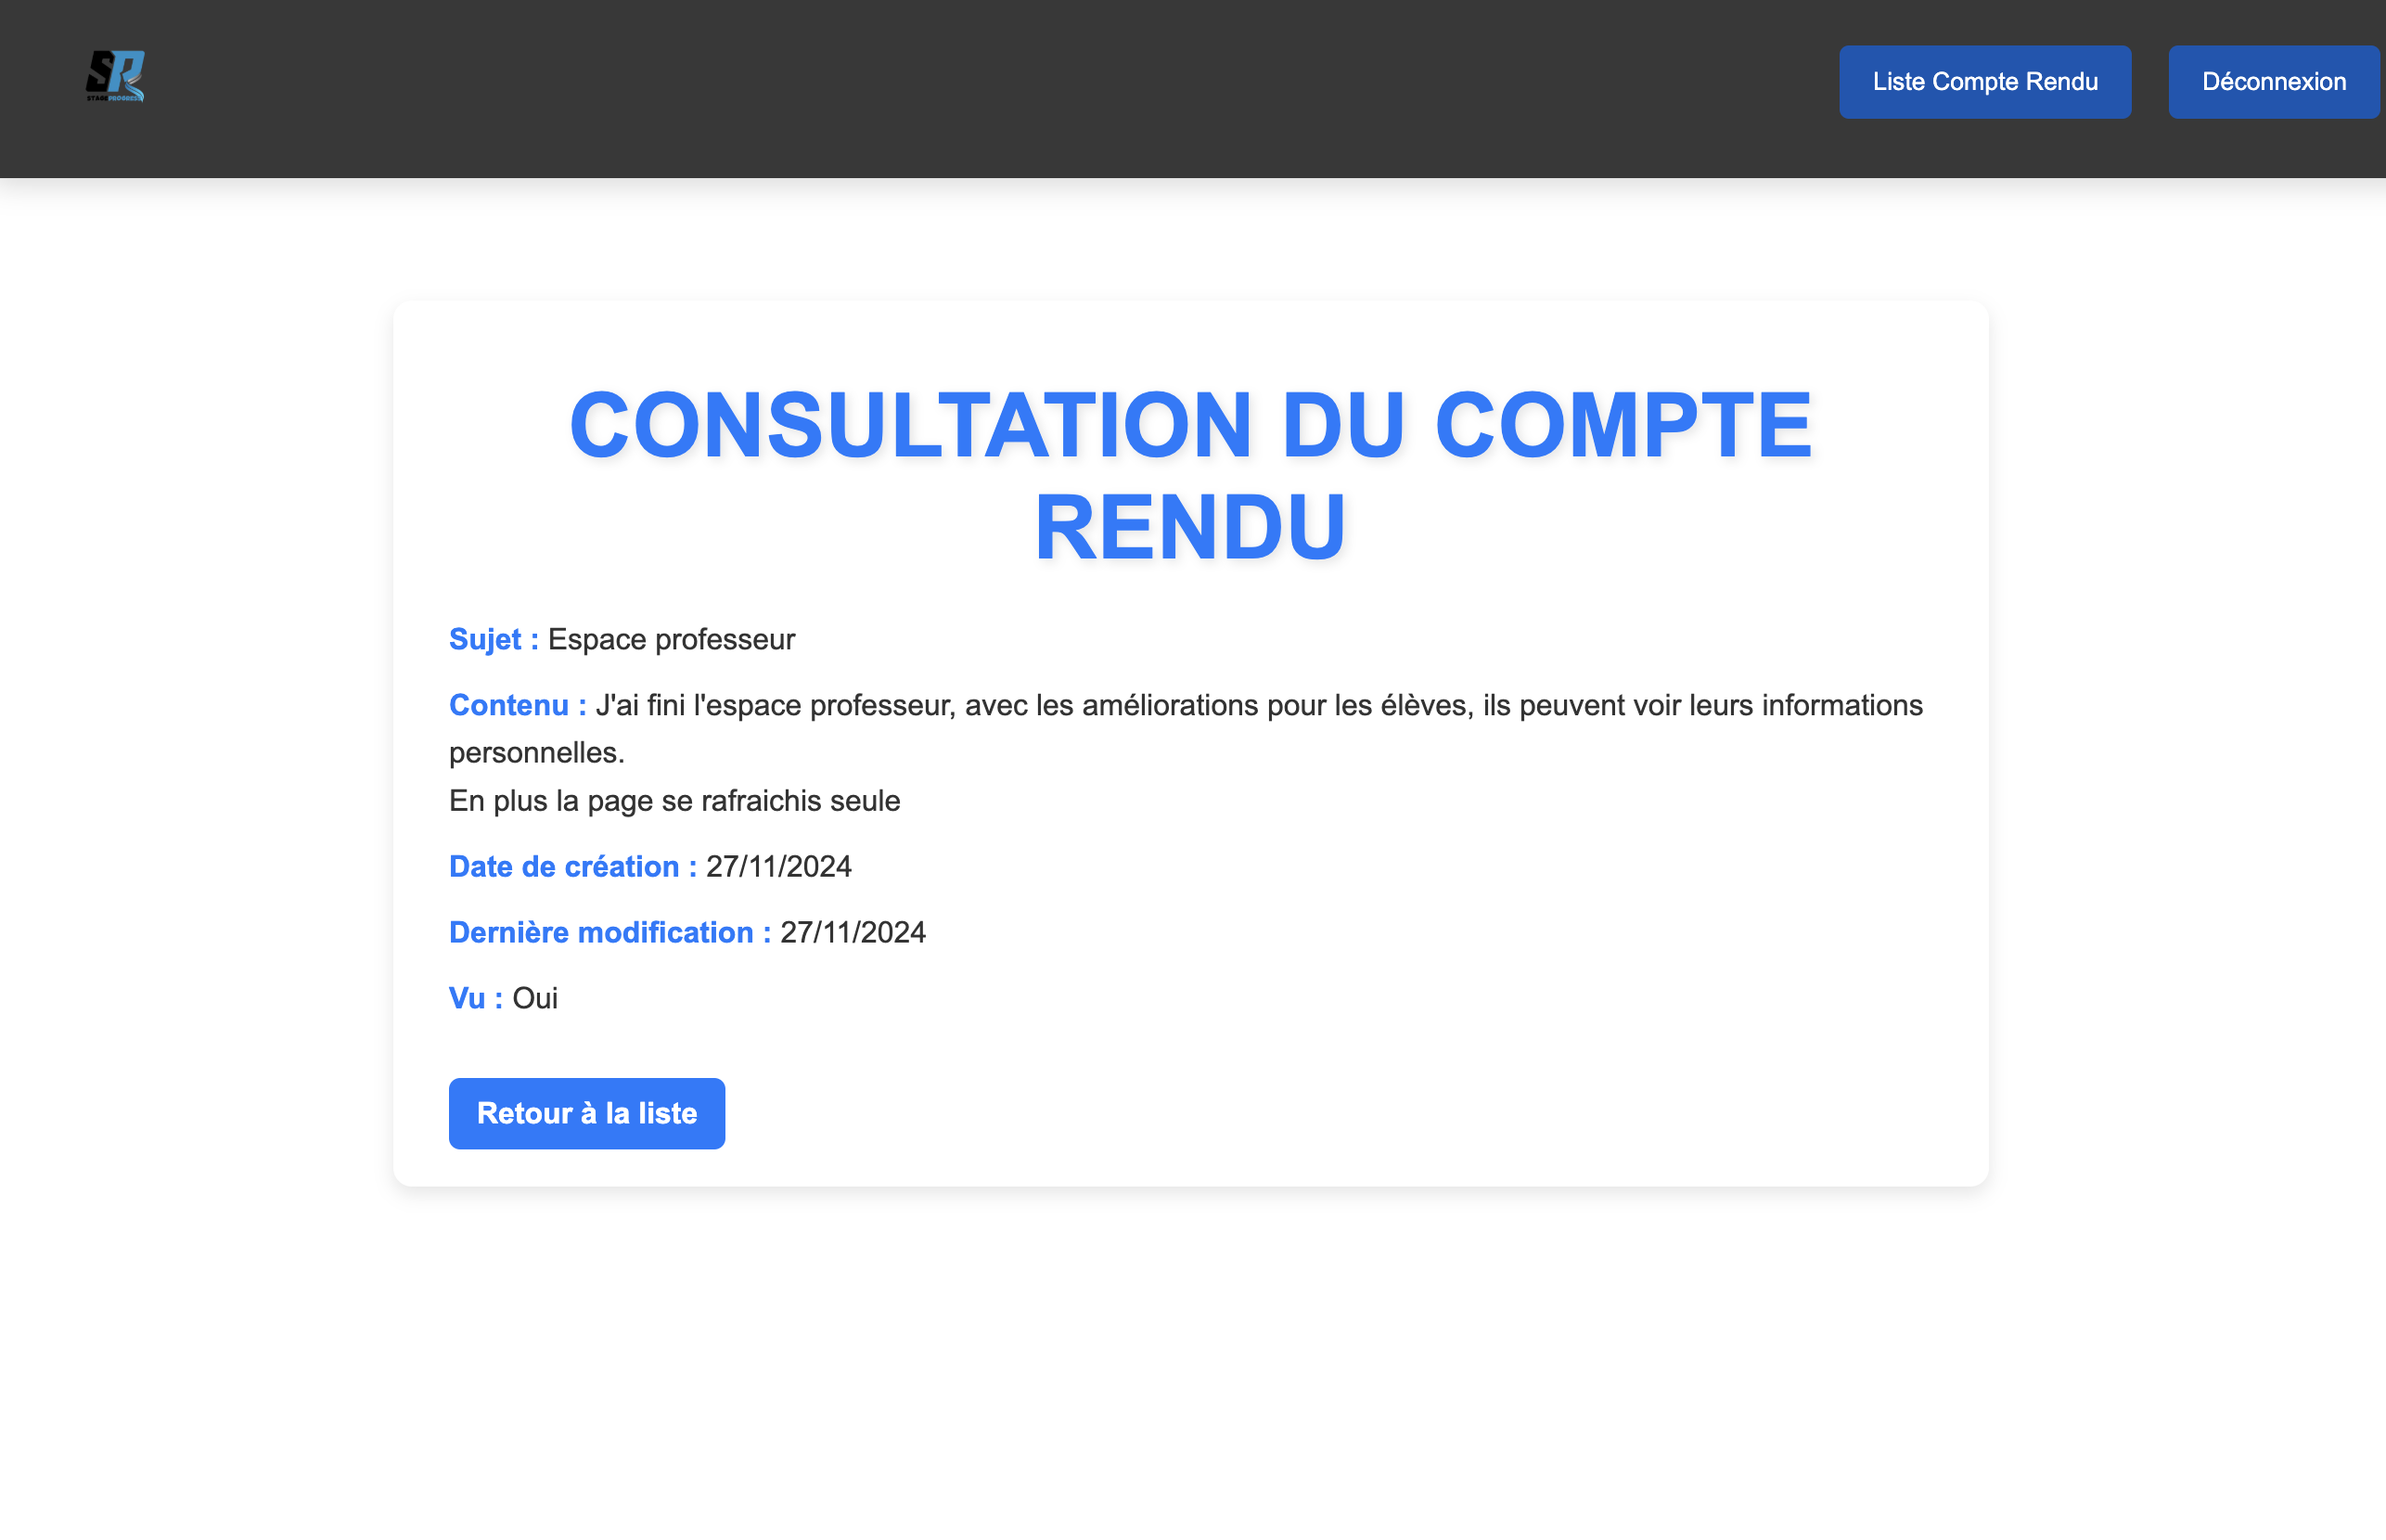 SR
STAGEPROGRESS
Liste Compte Rendu
Déconnexion
CONSULTATION DU COMPTE
RENDU
Sujet : Espace professeur
Contenu : J'ai fini l'espace professeur, avec les améliorations pour les élèves, ils peuvent voir leurs informations
personnelles.
En plus la page se rafraichis seule
Date de création : 27/11/2024
Dernière modification : 27/11/2024
Vu : Oui
Retour à la liste